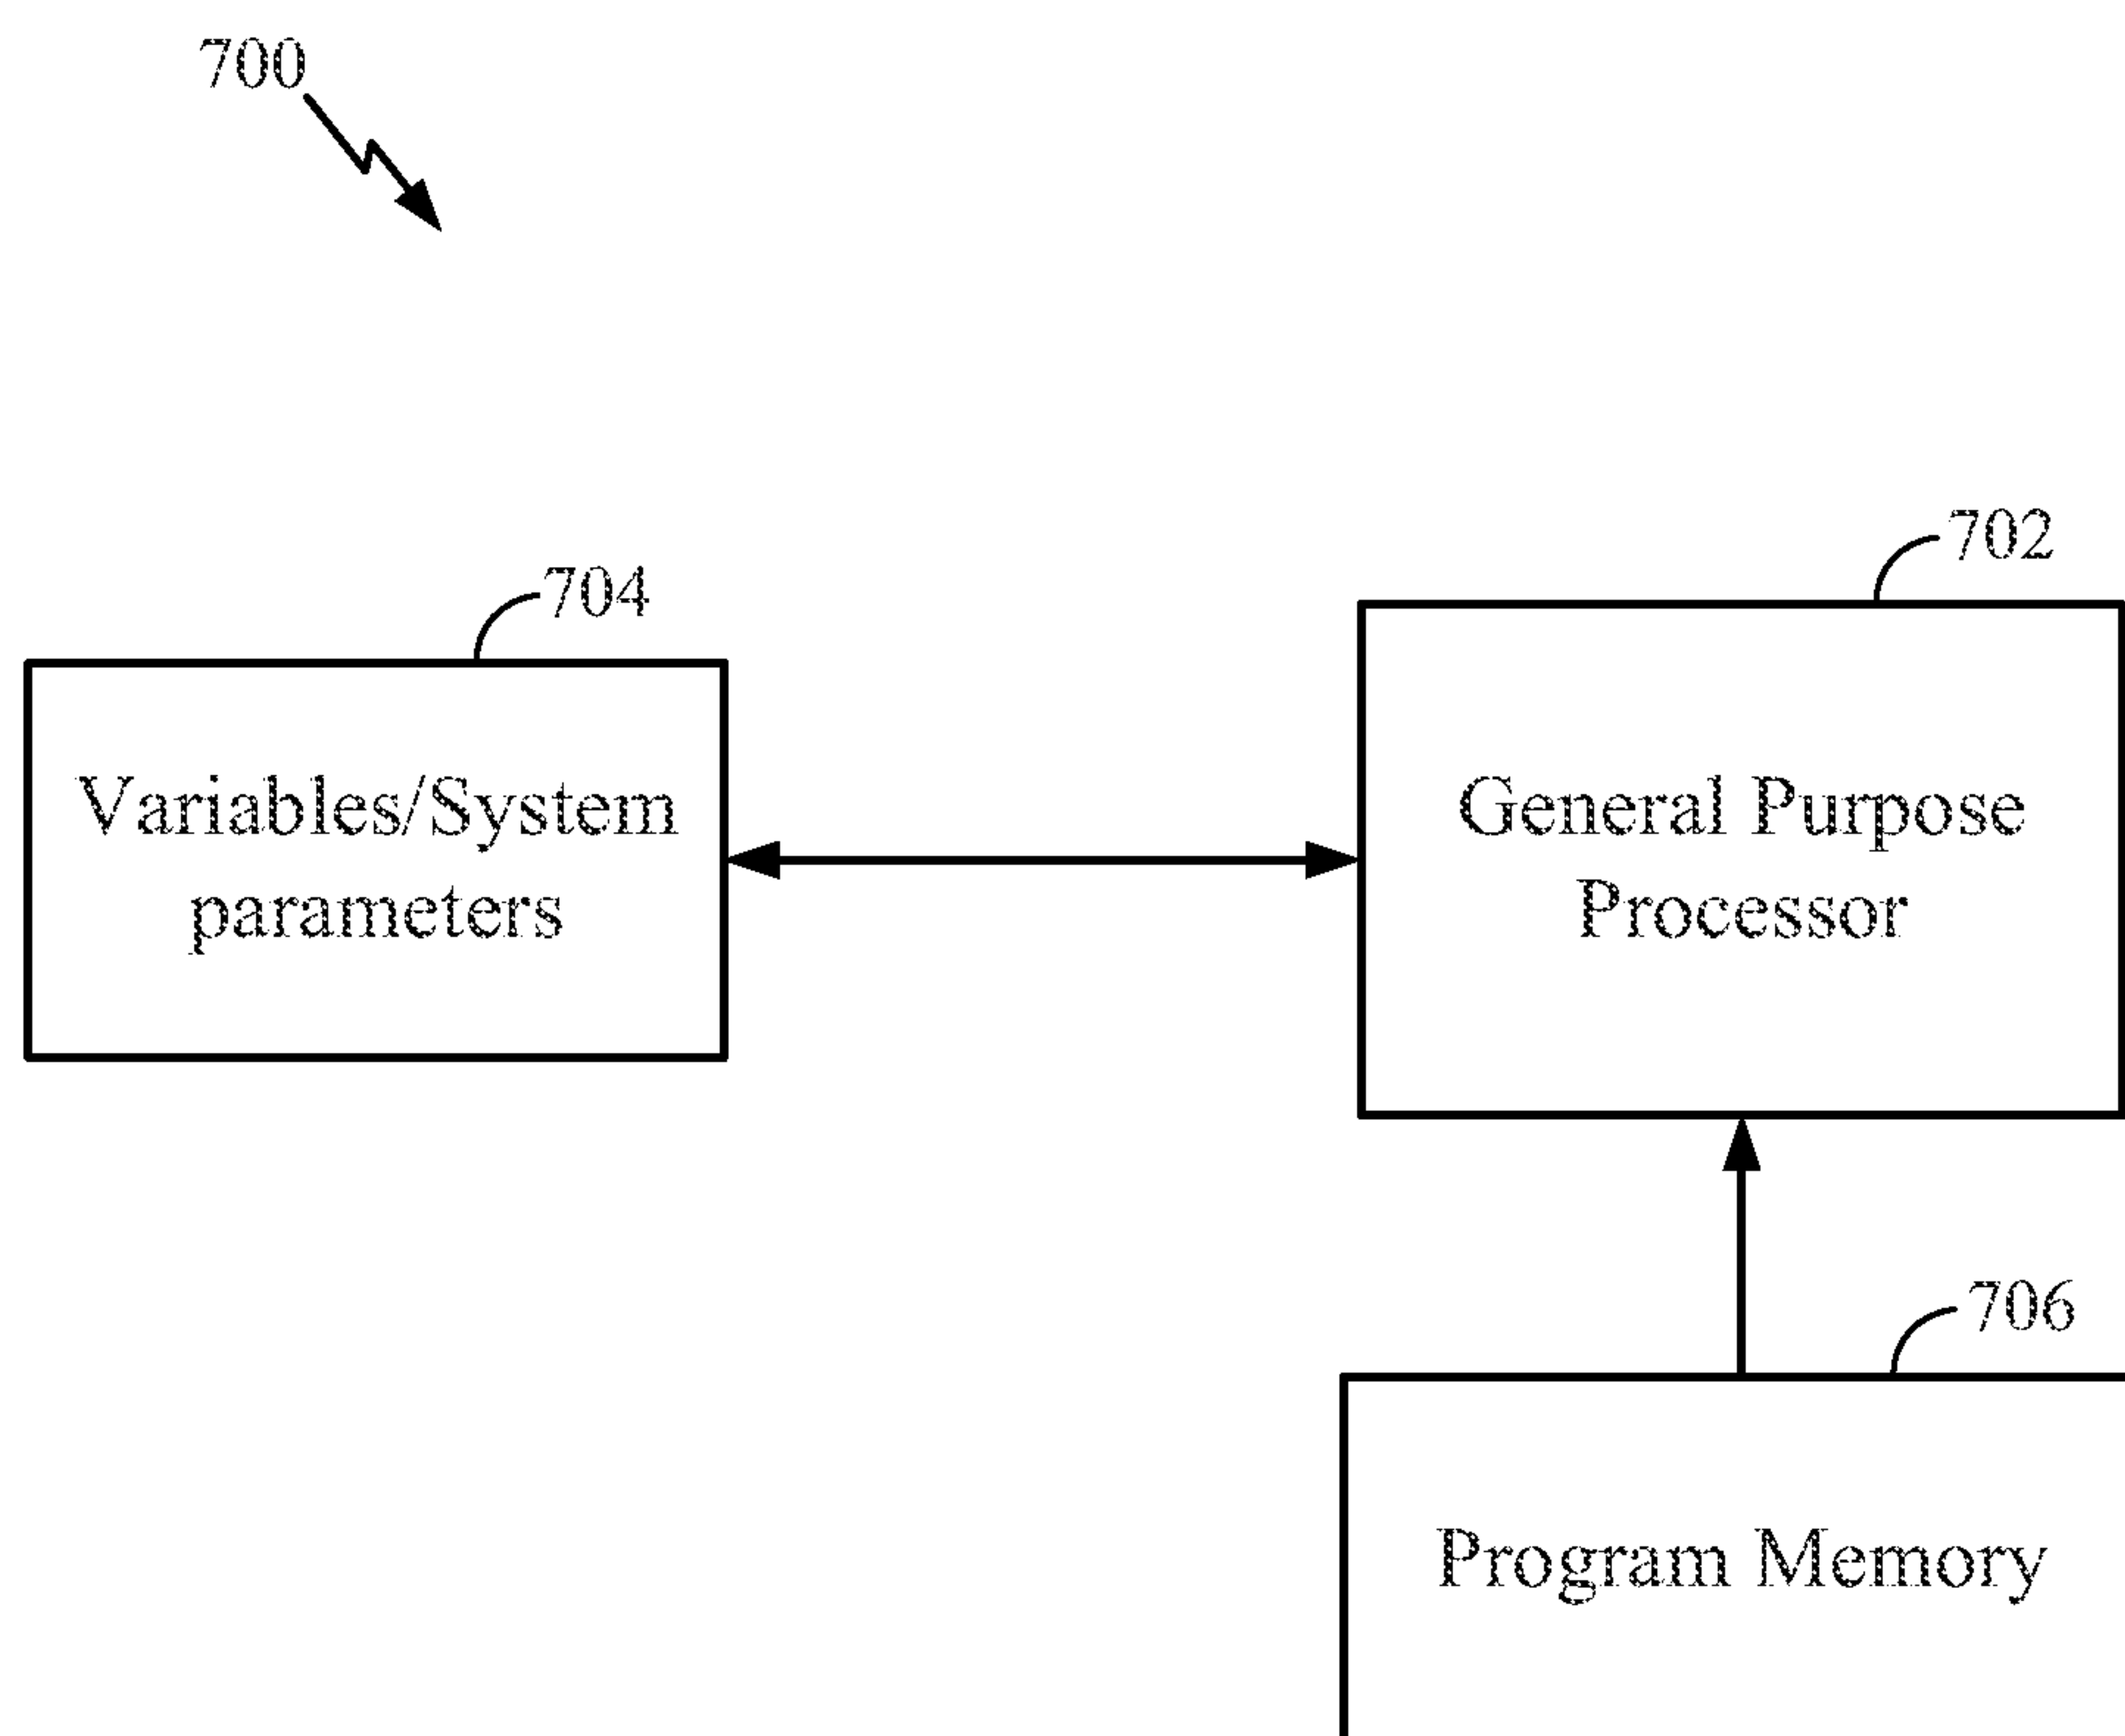 700
702
704
Variables/System
parameters
General Purpose
Processor
706
Program Memory